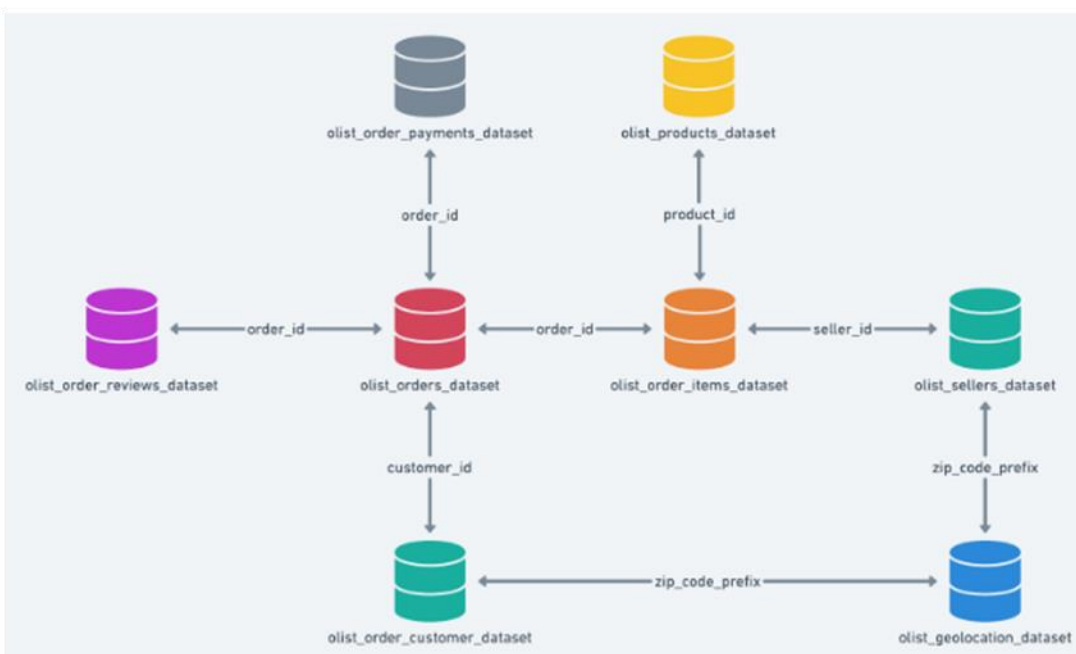 olist_order_payments_dataset
olist_products_dataset
order_id
product_id
order_id
order_id
seller_id
olist_order_reviews_dataset
olist_orders_dataset
olist_order_items_dataset
olist_sellers_dataset
customer_id
zip_code_prefix
zip_code_prefix
olist_order_customer_dataset
olist_geolocation_dataset